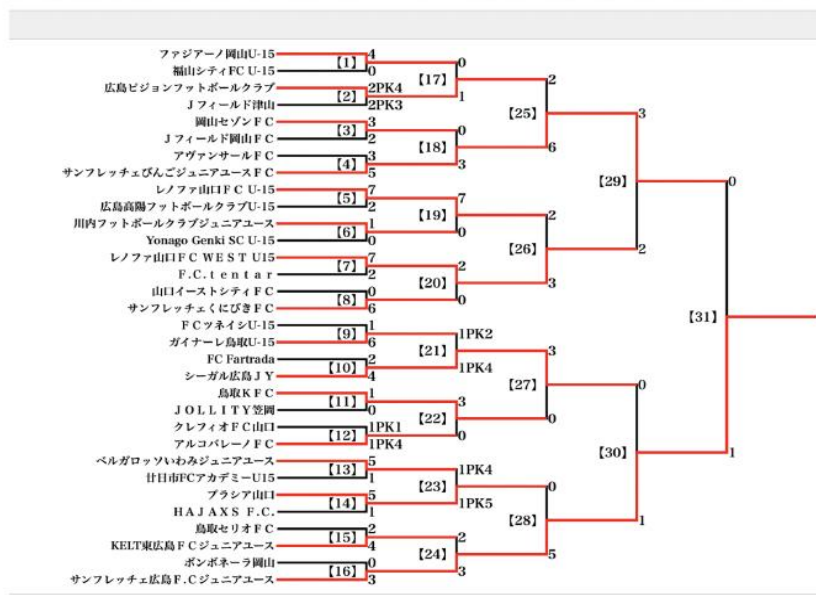 ファジアーノ岡山U-15 4
【1】
福山シティFC U-15 0
広島ピジョンフットボールクラブ 2PK4
【2】
Jフィールド津山 2PK3
【17】 0 1
岡山セゾンFC 3
【3】
Jフィールド岡山FC 2
アヴァンサールFC 3
【4】
サンフレッチェびんごジュニアユースFC 5
【18】 0 3
【25】 2 6
レノファ山口FC U-15 7
【5】
広島高陽フットボールクラブU-15 2
川内フットボールクラブジュニアユース 1
【6】
Yonago Genki SC U-15 0
【19】 7 0
レノファ山口FC WEST U15 7
【7】
F.C.tentar 2
山口イーストシティFC 0
【8】
サンフレッチェくにびきFC 6
【20】 2 0
【26】 2 3
【29】 3 2
FCツネイシU-15 1
【9】
ガイナーレ鳥取U-15 6
FC Fartrada 2
【10】
シーガル広島JY 4
【21】 1PK2 1PK4
鳥取KFC 1
【11】
JOLLITY笠岡 0
クレフィオFC山口 1PK1
【12】
アルコバレーノFC 1PK4
【22】 3 0
【27】 3 0
ベルガロッソいわみジュニアユース 5
【13】
廿日市FCアカデミーU15 1
ブラシア山口 5
【14】
HAJAXS F.C. 1
【23】 1PK4 1PK5
鳥取セリオFC 2
【15】
KELT東広島FCジュニアユース 4
ボンボネーラ岡山 0
【16】
サンフレッチェ広島F.Cジュニアユース 3
【24】 2 3
【28】 0 5
【30】 0 1
【31】 0 1